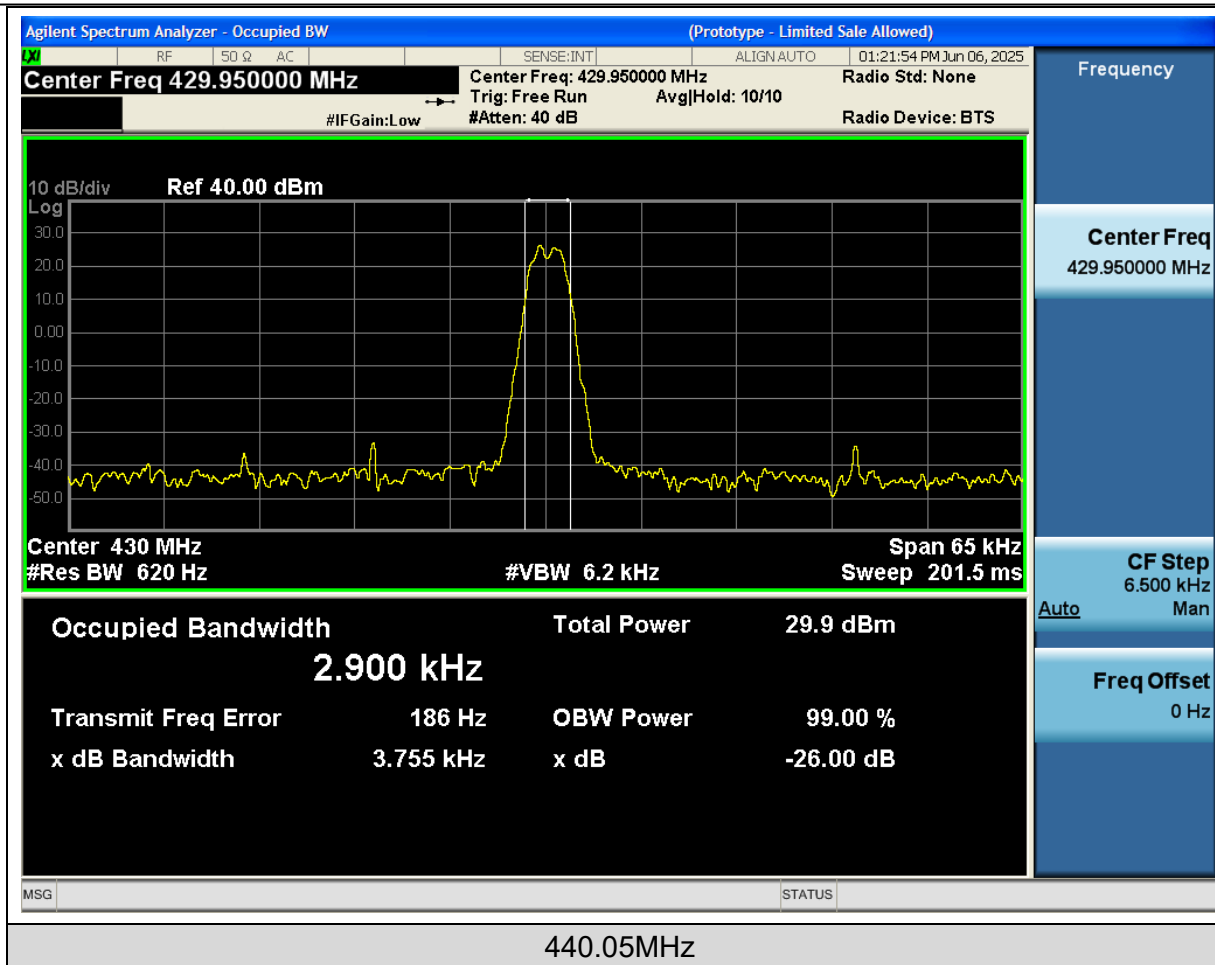 Agilent Spectrum Analyzer - Occupied BW (Prototype - Limited Sale Allowed)
LXI RF 50 Ω AC SENSE:INT ALIGN AUTO 01:21:54 PM Jun 06, 2025
Center Freq 429.950000 MHz
Center Freq: 429.950000 MHz Radio Std: None
Trig: Free Run Avg|Hold: 10/10
#IFGain:Low #Atten: 40 dB Radio Device: BTS
10 dB/div Ref 40.00 dBm
Log
30.0
20.0
10.0
0.00
-10.0
-20.0
-30.0
-40.0
-50.0
Center 430 MHz Span 65 kHz
#Res BW 620 Hz #VBW 6.2 kHz Sweep 201.5 ms
Occupied Bandwidth Total Power 29.9 dBm
2.900 kHz
Transmit Freq Error 186 Hz OBW Power 99.00 %
x dB Bandwidth 3.755 kHz x dB -26.00 dB
MSG STATUS
Frequency
Center Freq
429.950000 MHz
CF Step
6.500 kHz
Auto Man
Freq Offset
0 Hz
440.05MHz